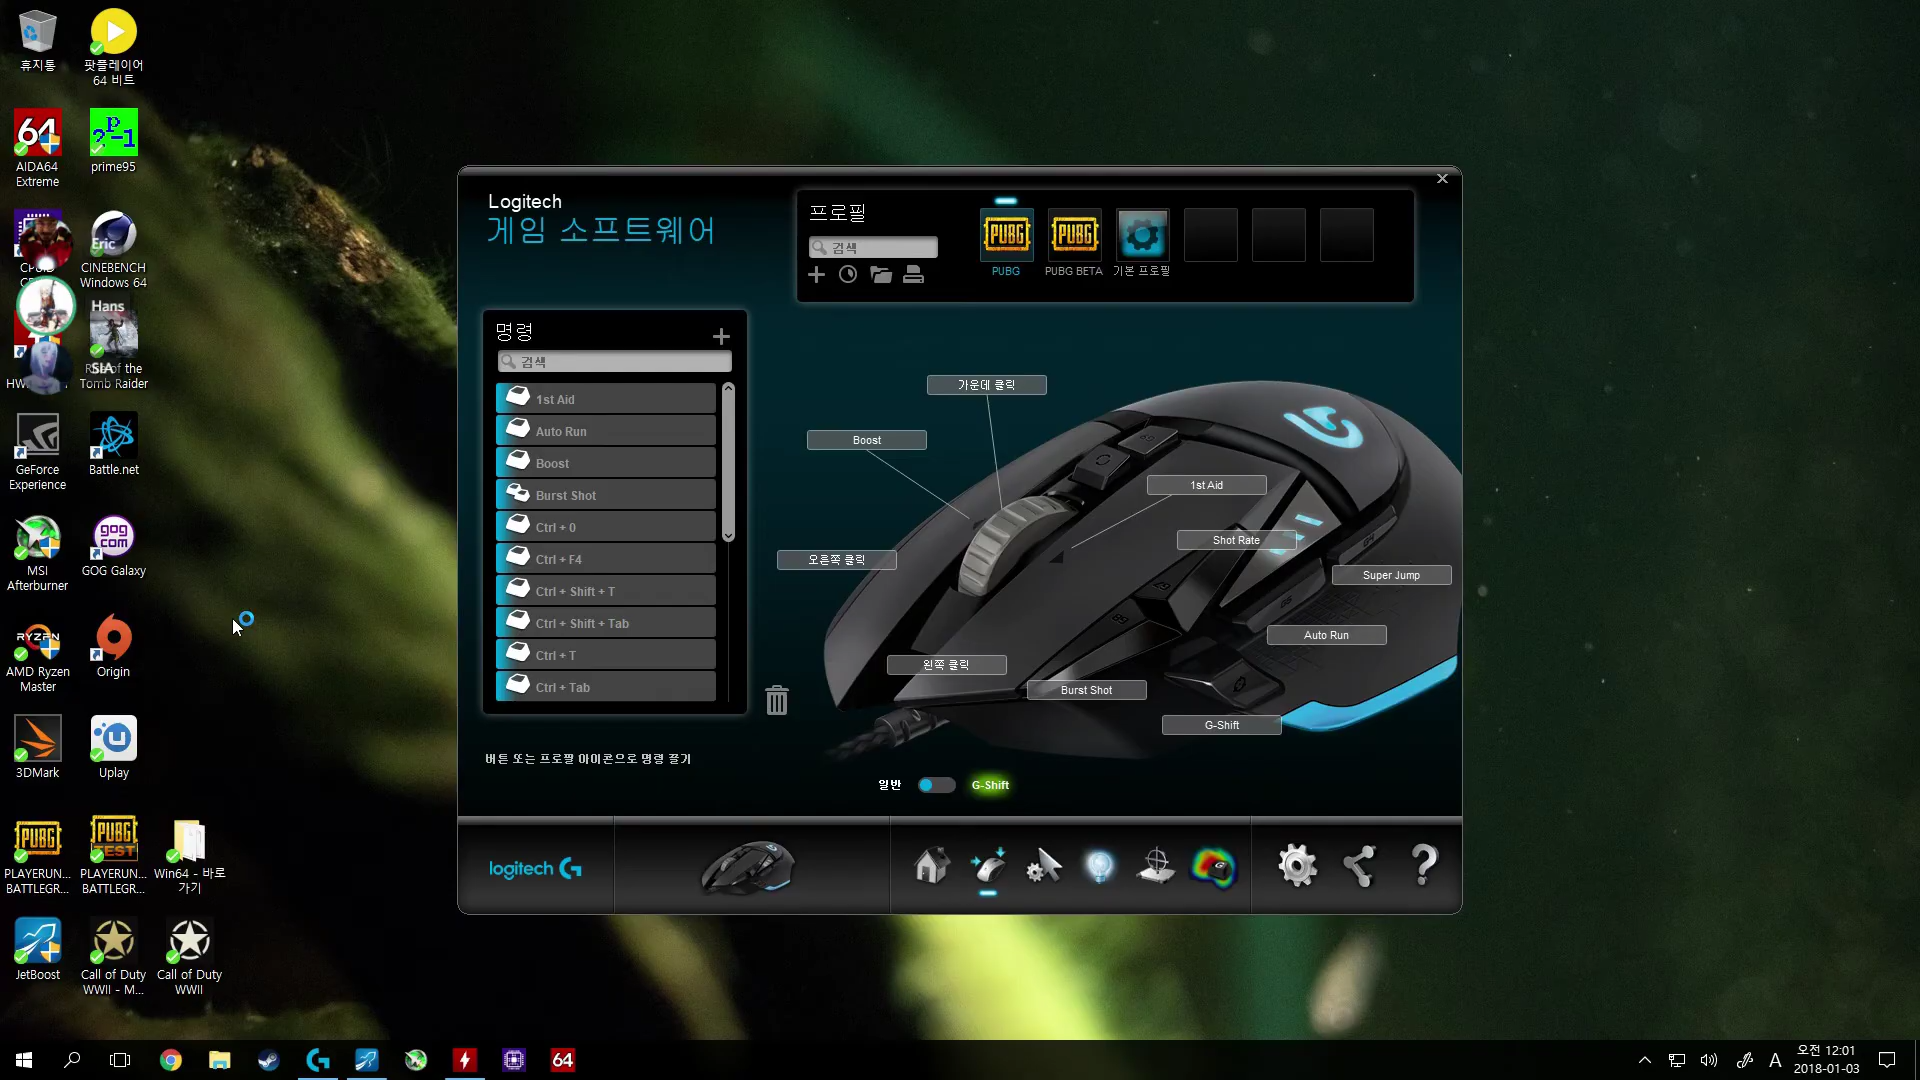 휴지통
팟플레이어
64 비트
AIDA64
Extreme
prime95
Eric
CINEBENCH
Windows 64
Hans
SIA
Tomb Raider
GeForce
Experience
Battle.net
MSI
Afterburner
GOG Galaxy
AMD Ryzen
Master
Origin
3DMark
Uplay
PLAYERUN...
BATTLEGR...
PLAYERUN...
BATTLEGR...
Win64 - 바로
가기
JetBoost
Call of Duty
WWII - M...
Call of Duty
WWII
Logitech
게임 소프트웨어
프로필
검색
PUBG
PUBG BETA
기본 프로필
명령
검색
1st Aid
Auto Run
Boost
Burst Shot
Ctrl + 0
Ctrl + F4
Ctrl + Shift + T
Ctrl + Shift + Tab
Ctrl + T
Ctrl + Tab
버튼 또는 프로필 아이콘으로 명령 끌기
가운데 클릭
Boost
1st Aid
Shot Rate
오른쪽 클릭
Super Jump
Auto Run
왼쪽 클릭
Burst Shot
G-Shift
일반
G-Shift
logitech
오전 12:01
2018-01-03